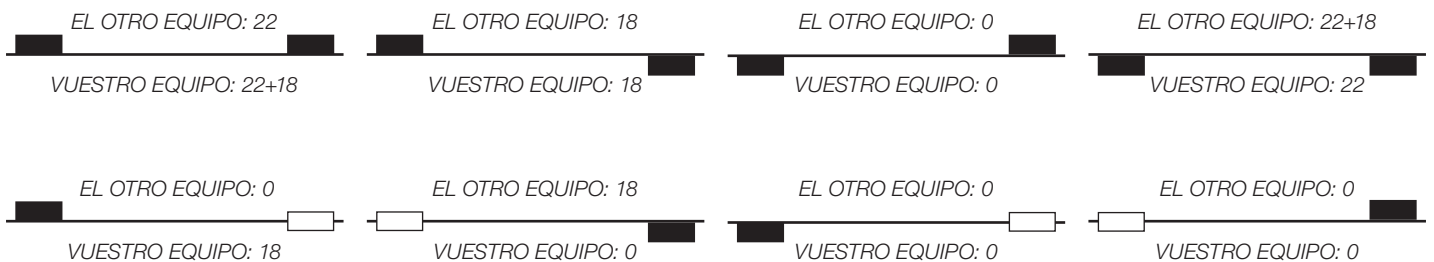 EL OTRO EQUIPO: 22
VUESTRO EQUIPO: 22+18
EL OTRO EQUIPO: 18
VUESTRO EQUIPO: 18
EL OTRO EQUIPO: 0
VUESTRO EQUIPO: 0
EL OTRO EQUIPO: 22+18
VUESTRO EQUIPO: 22
EL OTRO EQUIPO: 0
VUESTRO EQUIPO: 18
EL OTRO EQUIPO: 18
VUESTRO EQUIPO: 0
EL OTRO EQUIPO: 0
VUESTRO EQUIPO: 0
EL OTRO EQUIPO: 0
VUESTRO EQUIPO: 0